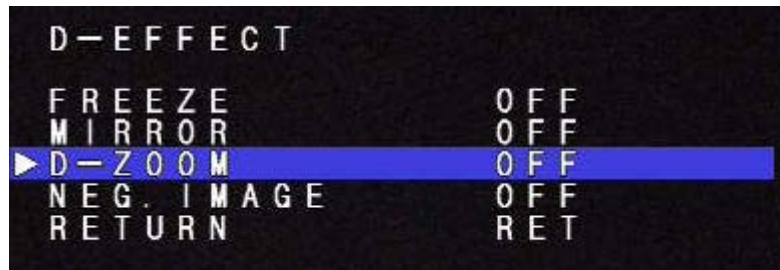 D-EFFECT
FREEZE OFF
MIRROR OFF
D-ZOOM OFF
NEG. IMAGE OFF
RETURN RET